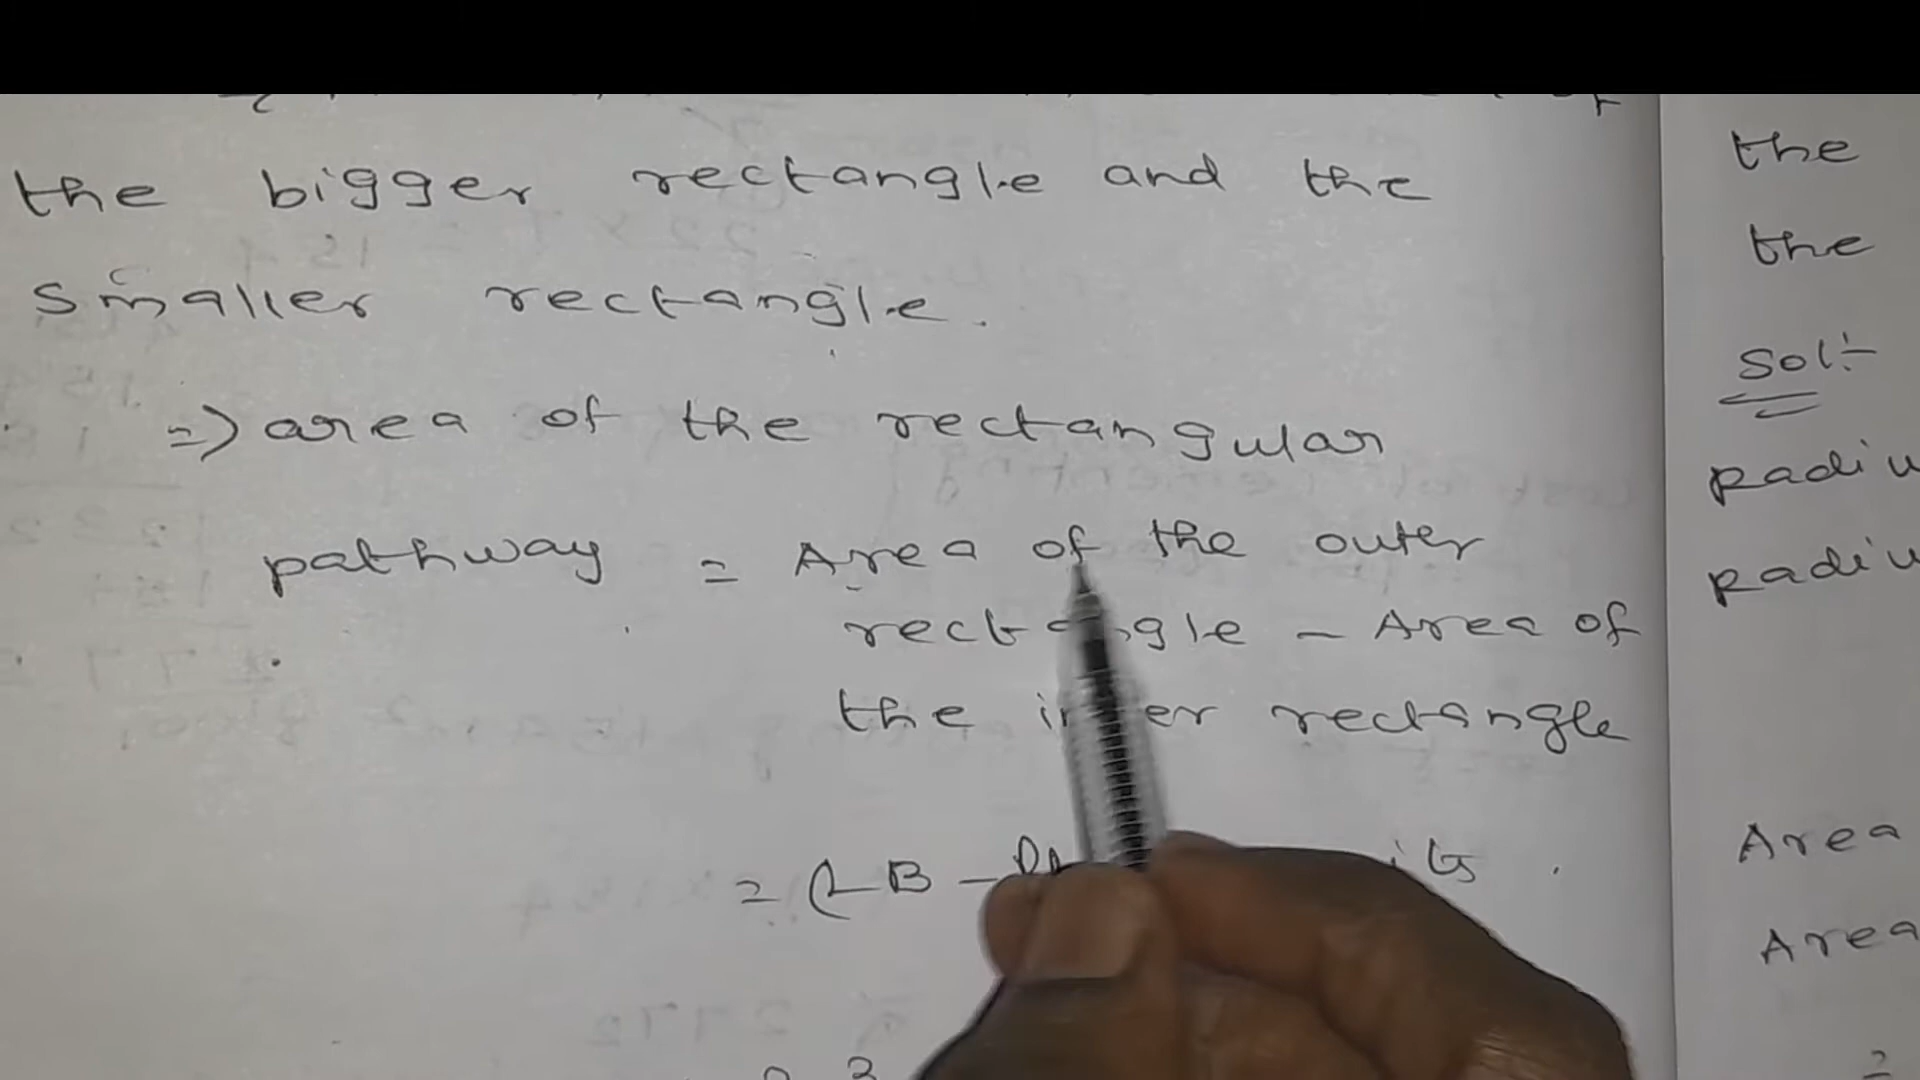 the bigger rectangle and the
smaller rectangle.
=> area of the rectangular
pathway = Area of the outer
rectangle - Area of
the inner rectangle
= (LB -
the
the
Sol:-
Area
Area
=